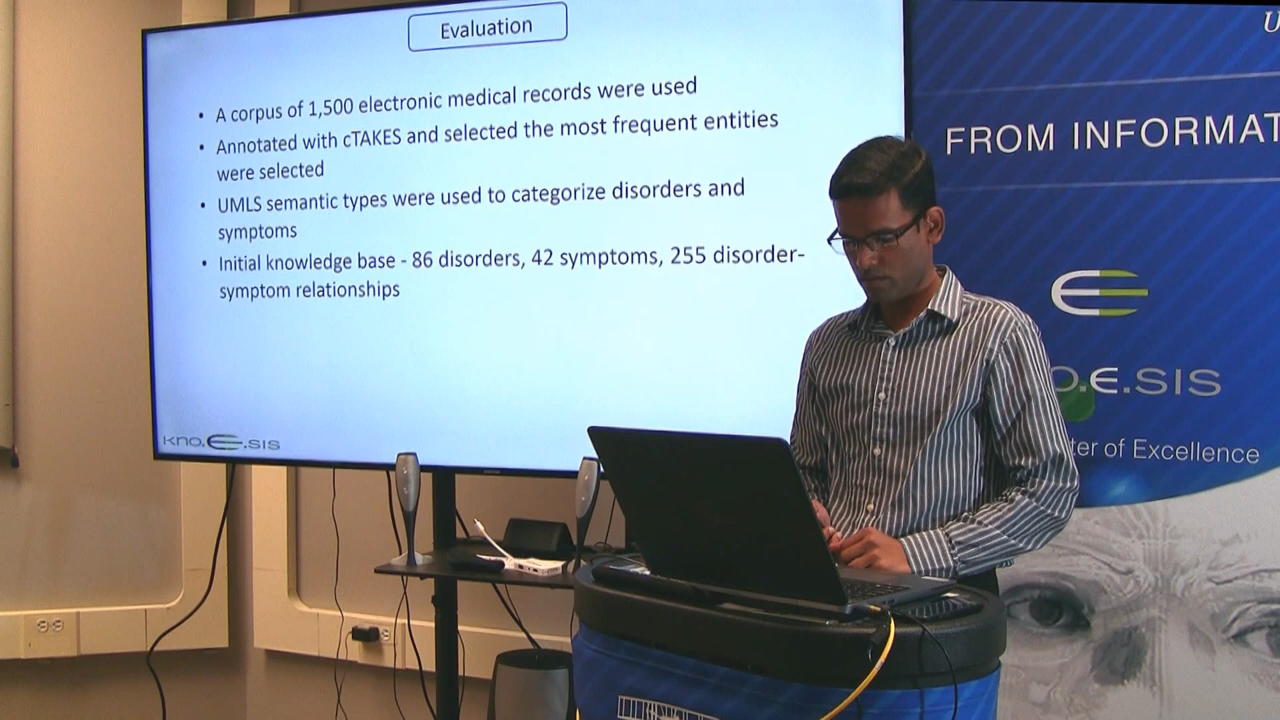 Evaluation
• A corpus of 1,500 electronic medical records were used
• Annotated with cTAKES and selected the most frequent entities
were selected
• UMLS semantic types were used to categorize disorders and
symptoms
• Initial knowledge base - 86 disorders, 42 symptoms, 255 disorder-
symptom relationships
kno.Є.sis
U
FROM INFORMAT
O.Є.SIS
ter of Excellence